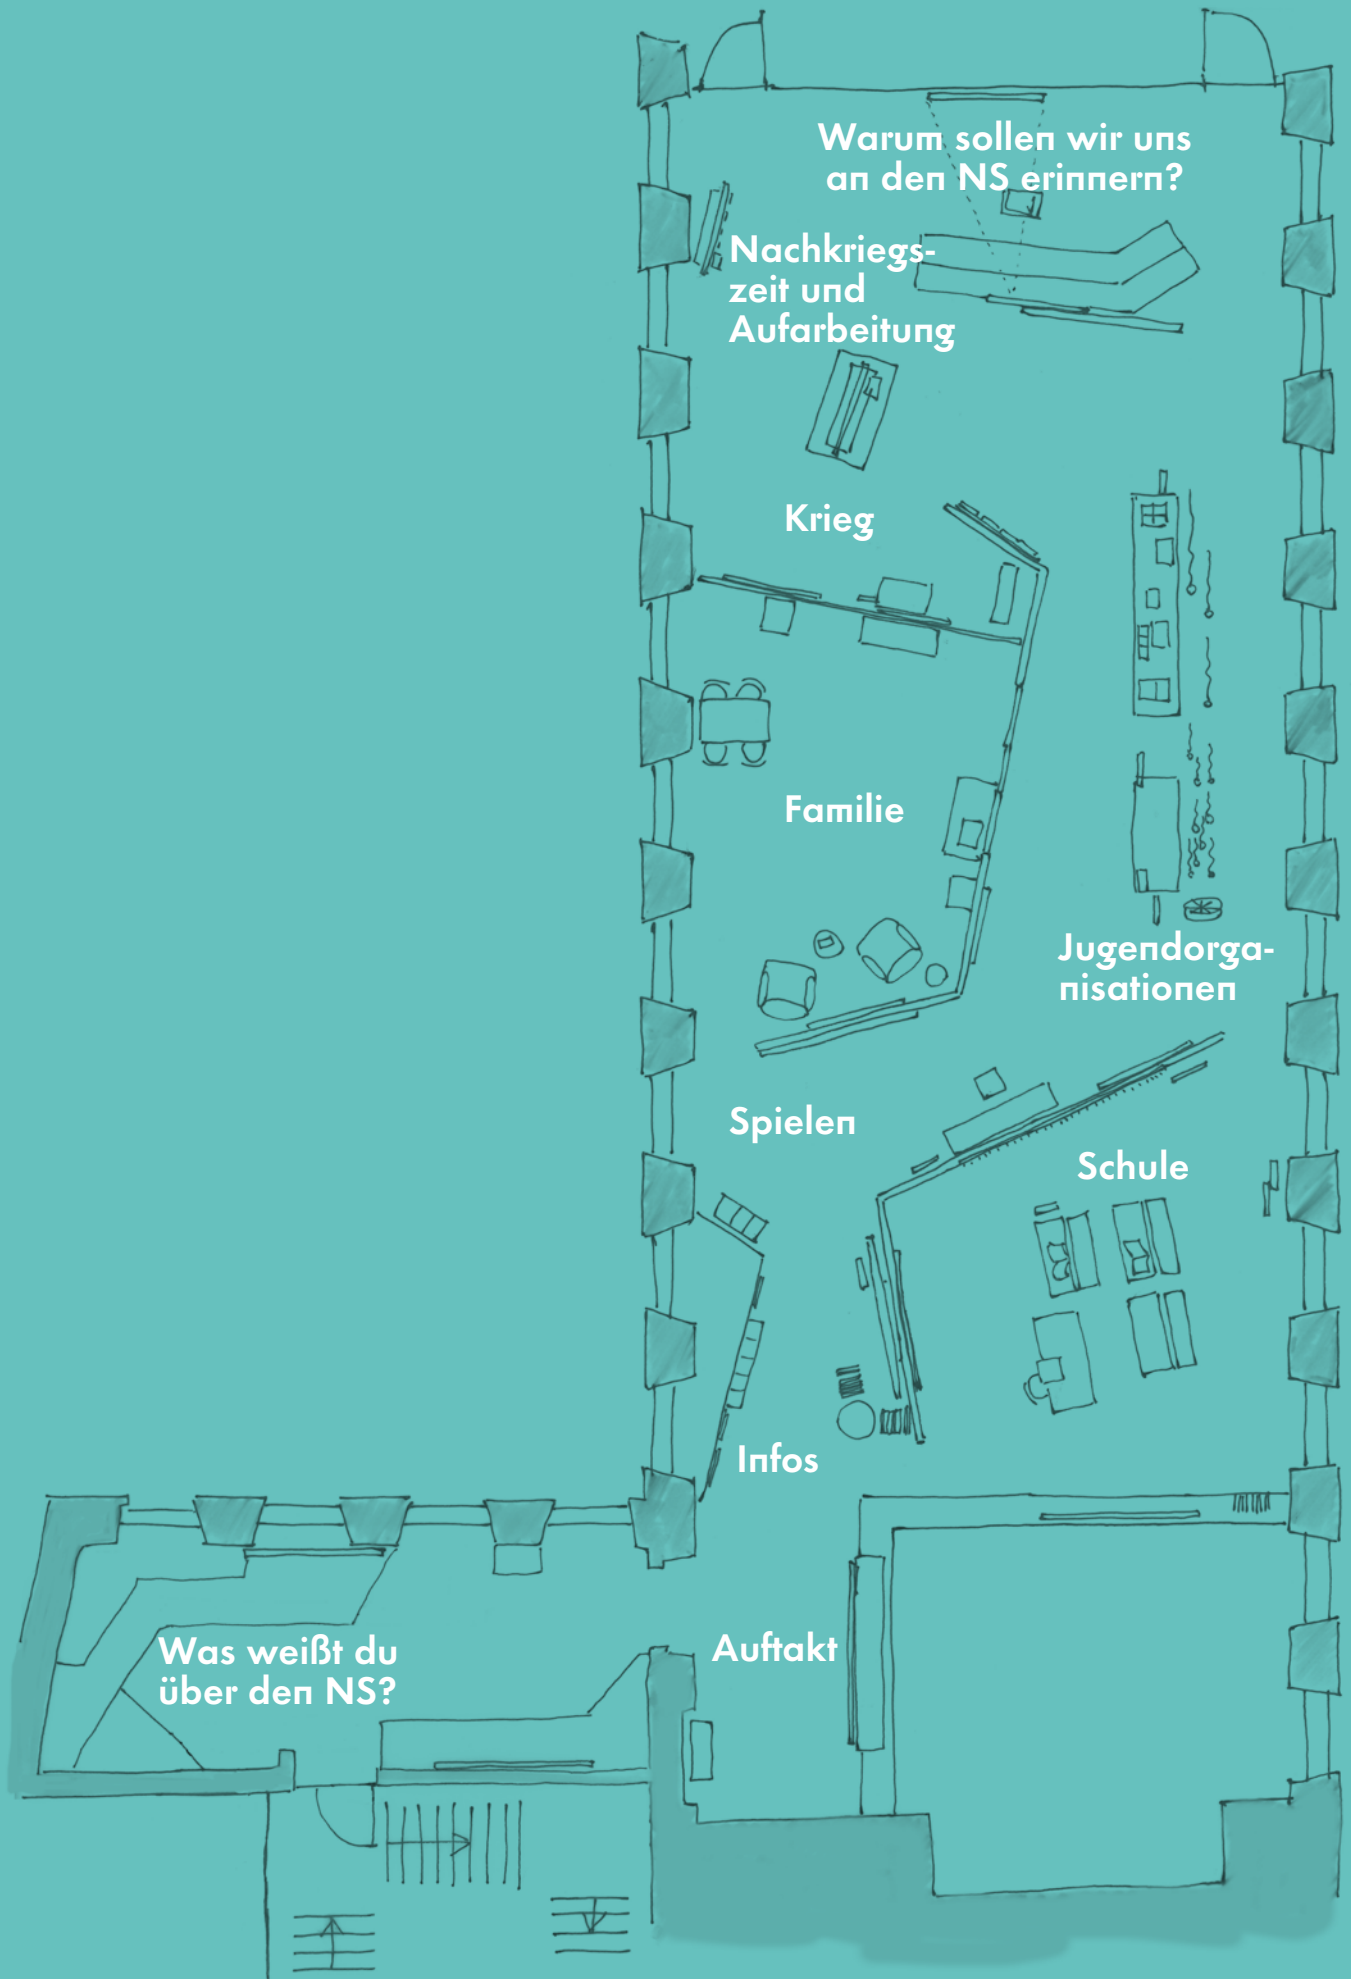 Warum sollen wir uns
an den NS erinnern?
Nachkriegs-
zeit und
Aufarbeitung
Krieg
Familie
Jugendorga-
nisationen
Spielen
Schule
Infos
Was weißt du
über den NS?
Auftakt